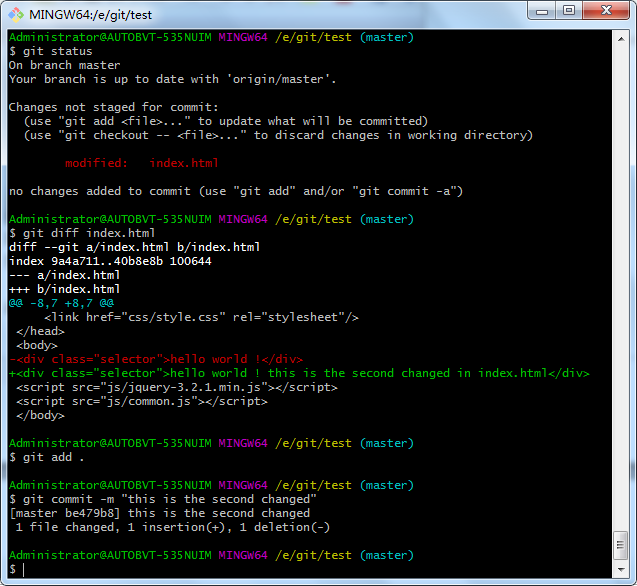 MINGW64:/e/git/test
Administrator@AUTOBVT-535NUIM MINGW64 /e/git/test (master)
$ git status
On branch master
Your branch is up to date with 'origin/master'.
Changes not staged for commit:
  (use "git add <file>..." to update what will be committed)
  (use "git checkout -- <file>..." to discard changes in working directory)
        modified:   index.html
no changes added to commit (use "git add" and/or "git commit -a")
Administrator@AUTOBVT-535NUIM MINGW64 /e/git/test (master)
$ git diff index.html
diff --git a/index.html b/index.html
index 9a4a711..40b8e8b 100644
--- a/index.html
+++ b/index.html
@@ -8,7 +8,7 @@
     <link href="css/style.css" rel="stylesheet"/>
 </head>
 <body>
-<div class="selector">hello world !</div>
+<div class="selector">hello world ! this is the second changed in index.html</div>
 <script src="js/jquery-3.2.1.min.js"></script>
 <script src="js/common.js"></script>
 </body>
Administrator@AUTOBVT-535NUIM MINGW64 /e/git/test (master)
$ git add .
Administrator@AUTOBVT-535NUIM MINGW64 /e/git/test (master)
$ git commit -m "this is the second changed"
[master be479b8] this is the second changed
 1 file changed, 1 insertion(+), 1 deletion(-)
Administrator@AUTOBVT-535NUIM MINGW64 /e/git/test (master)
$